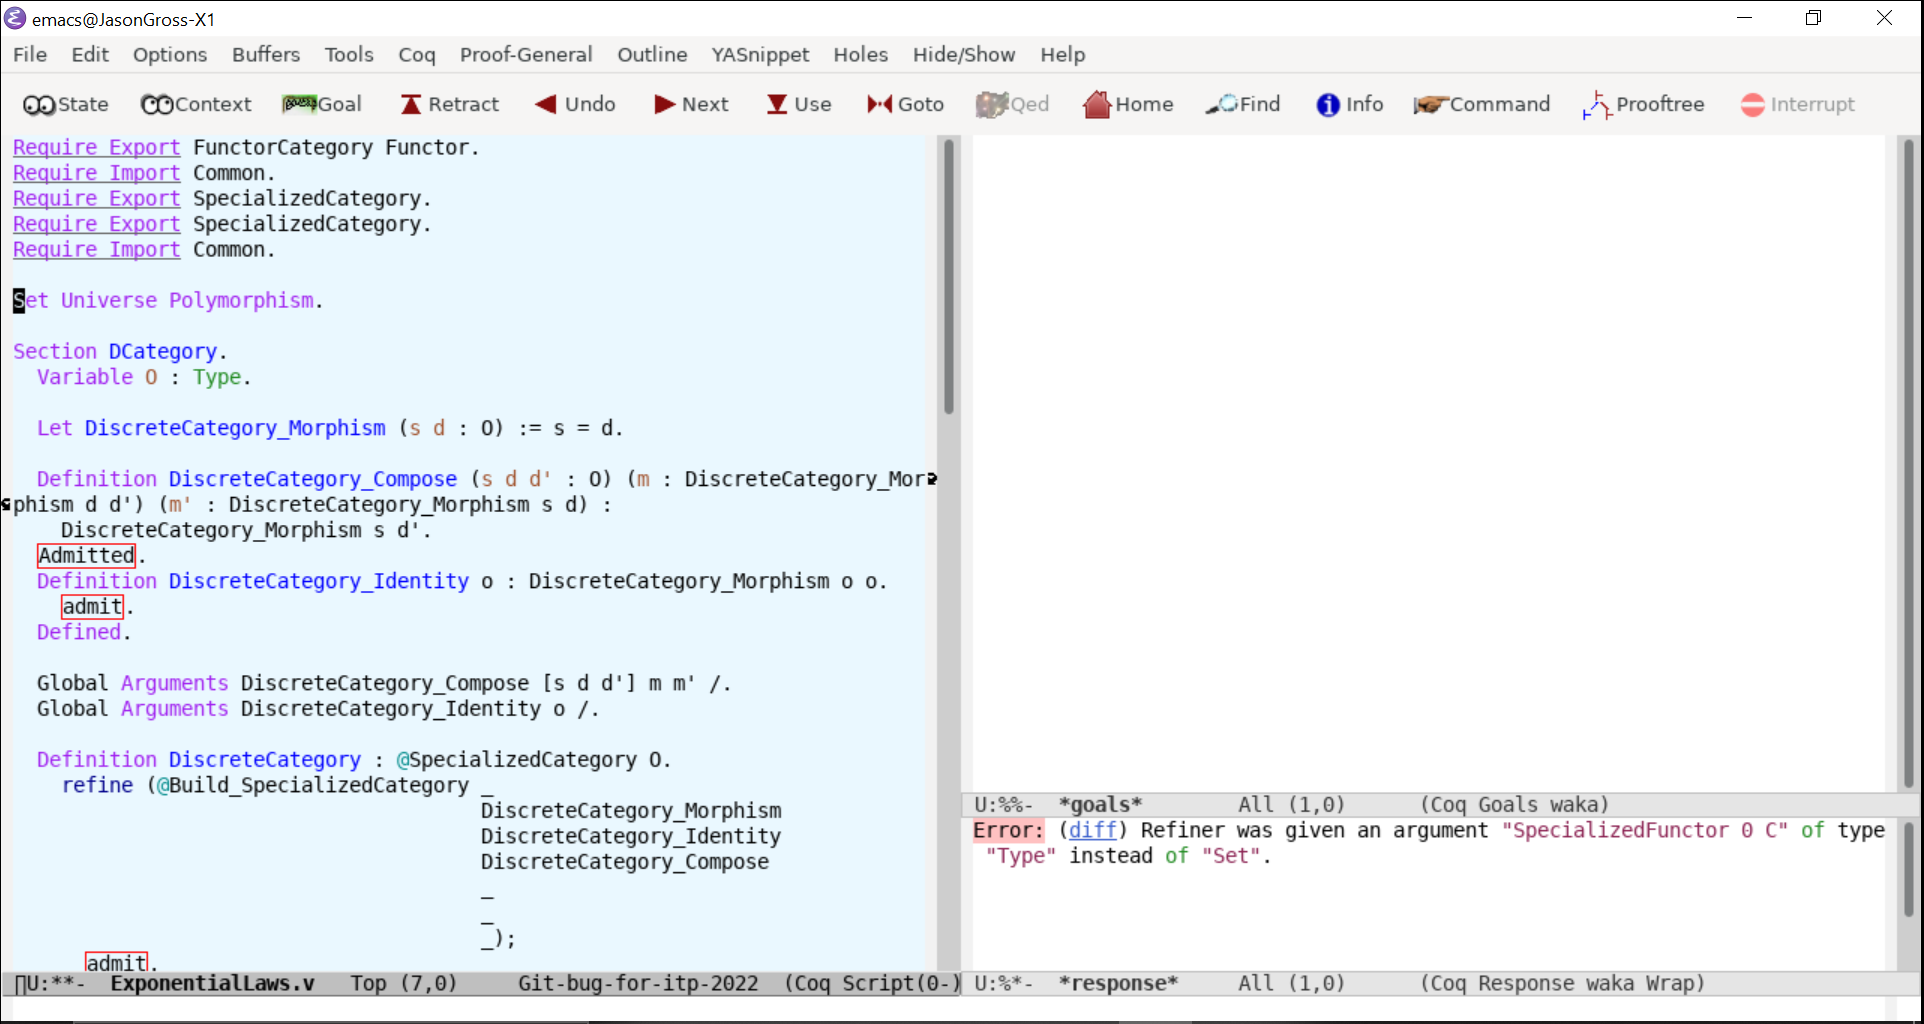 emacs@JasonGross-X1
File Edit Options Buffers Tools Coq Proof-General Outline YASnippet Holes Hide/Show Help
State Context Goal Retract Undo Next Use Goto Qed Home Find Info Command Prooftree Interrupt
Require Export FunctorCategory Functor.
Require Import Common.
Require Export SpecializedCategory.
Require Export SpecializedCategory.
Require Import Common.
Set Universe Polymorphism.
Section DCategory.
  Variable O : Type.
  Let DiscreteCategory_Morphism (s d : O) := s = d.
  Definition DiscreteCategory_Compose (s d d' : O) (m : DiscreteCategory_Mor
phism d d') (m' : DiscreteCategory_Morphism s d) :
    DiscreteCategory_Morphism s d'.
  Admitted.
  Definition DiscreteCategory_Identity o : DiscreteCategory_Morphism o o.
    admit.
  Defined.
  Global Arguments DiscreteCategory_Compose [s d d'] m m' /.
  Global Arguments DiscreteCategory_Identity o /.
  Definition DiscreteCategory : @SpecializedCategory O.
    refine (@Build_SpecializedCategory _
                                       DiscreteCategory_Morphism
                                       DiscreteCategory_Identity
                                       DiscreteCategory_Compose
                                       _
                                       _
                                       _);
      admit.
U:**-  ExponentialLaws.v   Top (7,0)     Git-bug-for-itp-2022  (Coq Script(0-)
U:%%-  *goals*        All (1,0)      (Coq Goals waka)
Error: (diff) Refiner was given an argument "SpecializedFunctor 0 C" of type
 "Type" instead of "Set".
U:%*-  *response*     All (1,0)      (Coq Response waka Wrap)